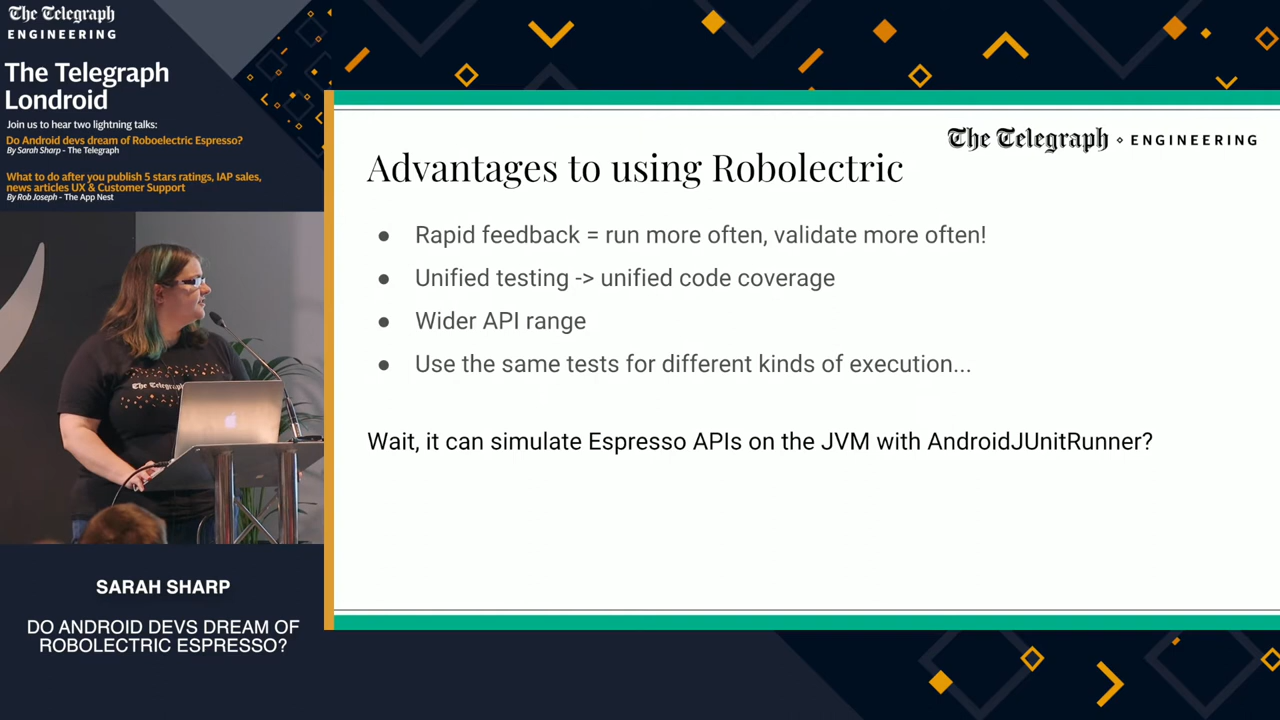 The Telegraph
ENGINEERING
The Telegraph
Londroid
Join us to hear two lightning talks:
Do Android devs dream of Roboelectric Espresso?
By Sarah Sharp - The Telegraph
What to do after you publish 5 stars ratings, IAP sales,
news articles UX & Customer Support
By Rob Joseph - The App Nest
The Telegraph
SARAH SHARP
DO ANDROID DEVS DREAM OF
ROBOLECTRIC ESPRESSO?
The Telegraph ENGINEERING
Advantages to using Robolectric
● Rapid feedback = run more often, validate more often!
● Unified testing -> unified code coverage
● Wider API range
● Use the same tests for different kinds of execution...
Wait, it can simulate Espresso APIs on the JVM with AndroidJUnitRunner?